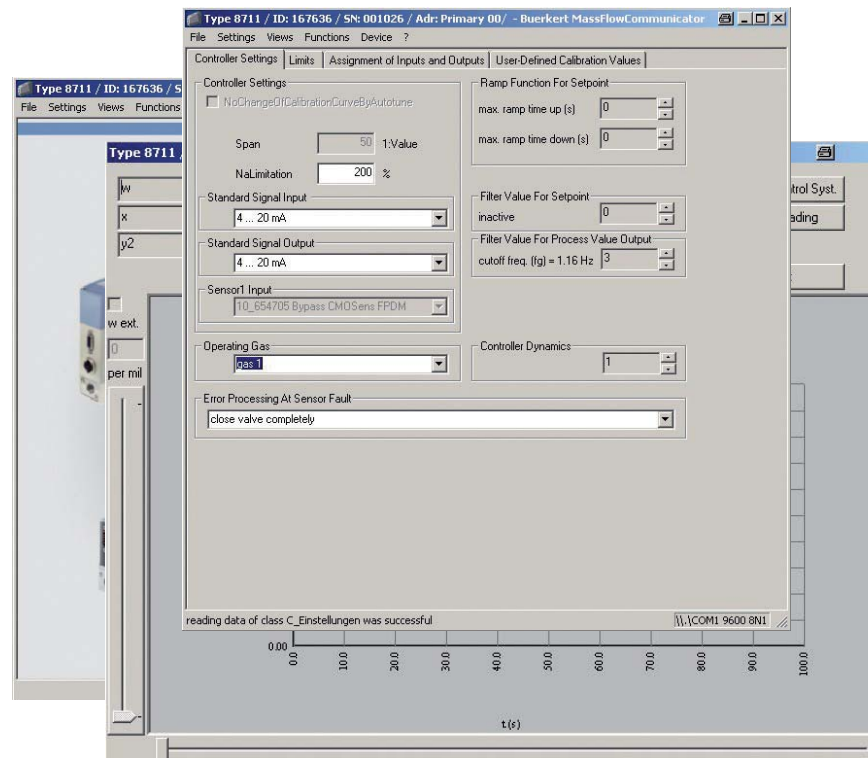 Type 8711 / ID: 167636 / SN: 001026 / Adr: Primary 00/ - Buerkert MassFlowCommunicator
File Settings Views Functions Device ?
Controller Settings Limits Assignment of Inputs and Outputs User-Defined Calibration Values
Controller Settings
NoChangeOfCalibrationCurveByAutotune
Span 50 1:Value
NaLimitation 200 %
Standard Signal Input
4 ... 20 mA
Standard Signal Output
4 ... 20 mA
Sensor1 Input
10_654705 Bypass CMOSens FPDM
Operating Gas
gas 1
Error Processing At Sensor Fault
close valve completely
Ramp Function For Setpoint
max. ramp time up (s) 0
max. ramp time down (s) 0
Filter Value For Setpoint
inactive 0
Filter Value For Process Value Output
cutoff freq. (fg) = 1.16 Hz 3
Controller Dynamics
1
reading data of class C_Einstellungen was successful \\.\COM1 9600 8N1
Type 8711 / ID: 167636 / S
File Settings Views Functions
Type 8711
w
x
y2
w ext.
0
per mil
trol Syst.
ading
0.00
0.0 10.0 20.0 30.0 40.0 50.0 60.0 70.0 80.0 90.0 100.0
t(s)